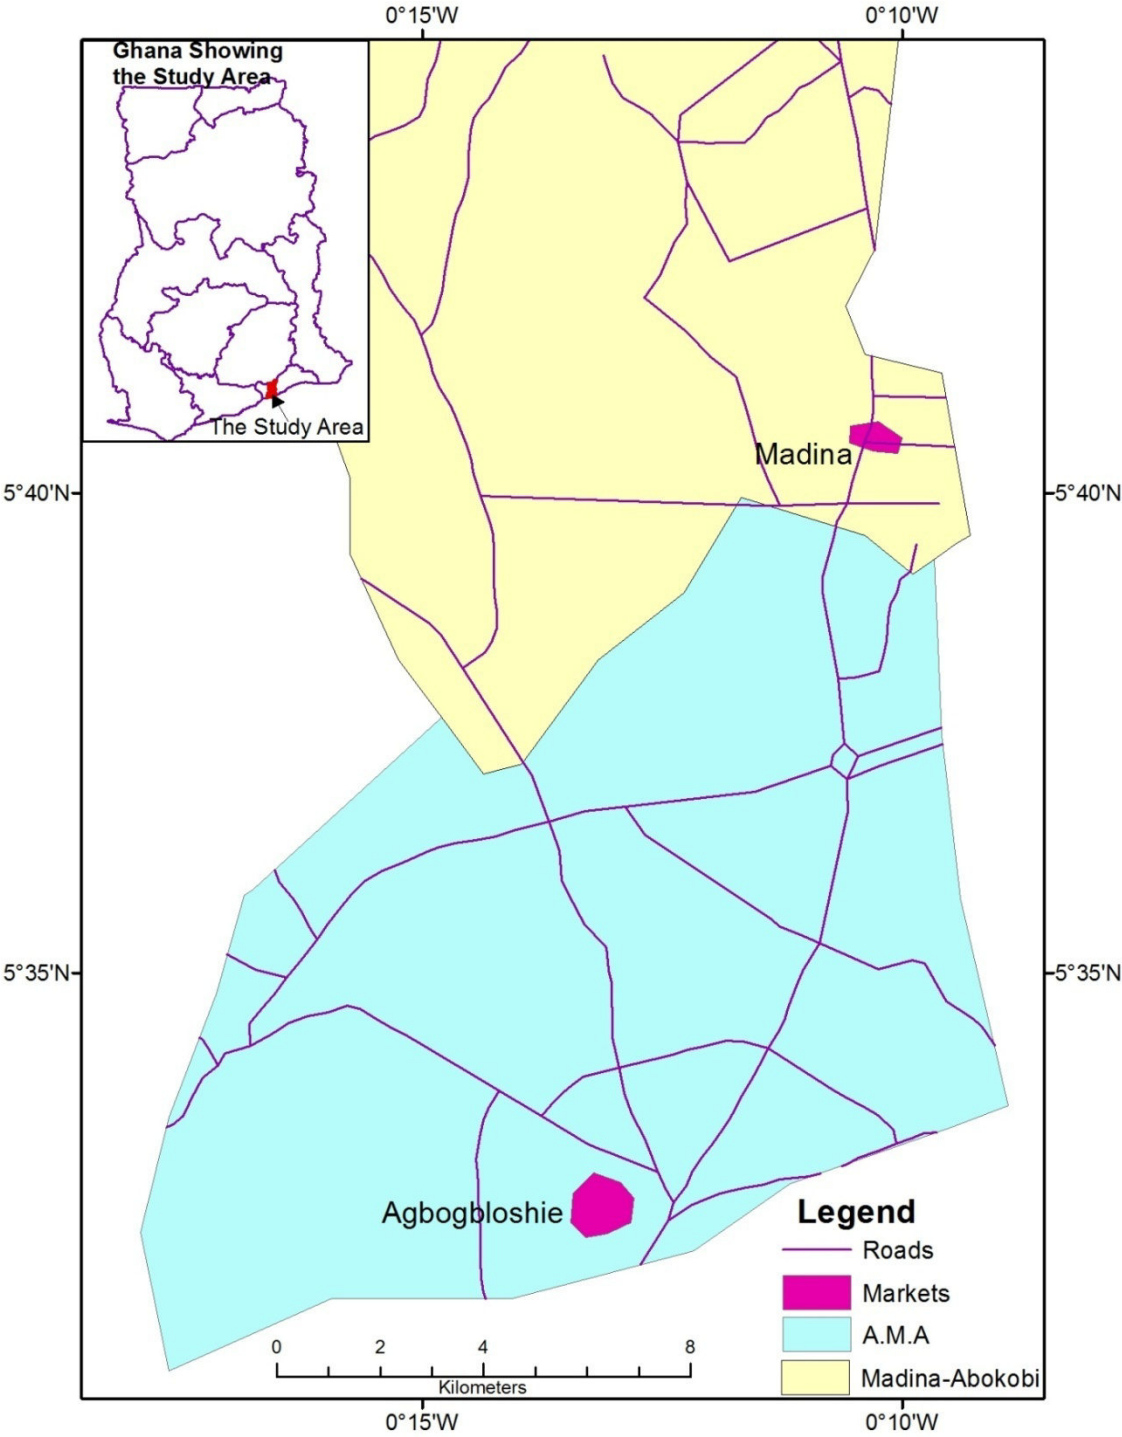 0°15'W 0°10'W
Ghana Showing
the Study Area
The Study Area
Madina
5°40'N 5°40'N
5°35'N 5°35'N
Agbogbloshie
Legend
Roads
Markets
A.M.A
Madina-Abokobi
0 2 4 8
Kilometers
0°15'W 0°10'W